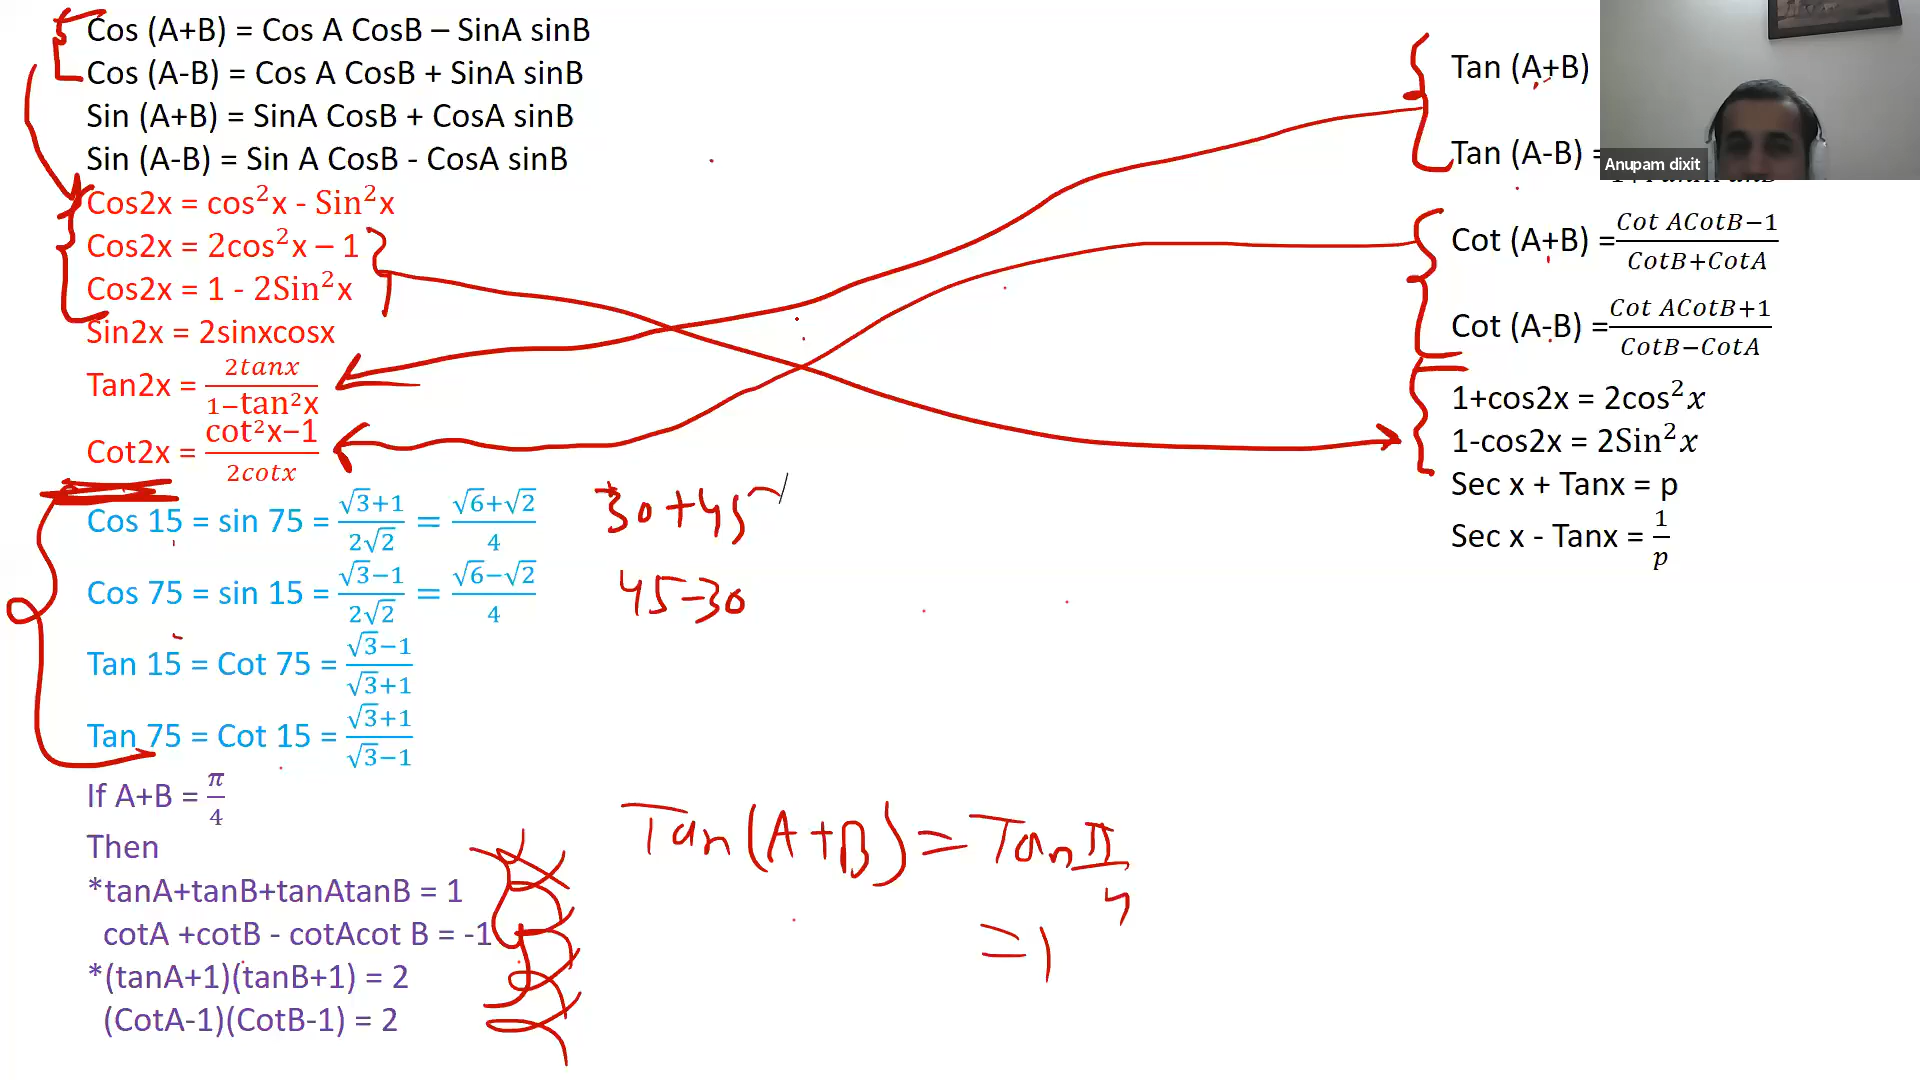 Cos (A+B) = Cos A CosB – SinA sinB
Cos (A-B) = Cos A CosB + SinA sinB
Sin (A+B) = SinA CosB + CosA sinB
Sin (A-B) = Sin A CosB - CosA sinB
Cos2x = cos²x - Sin²x
Cos2x = 2cos²x – 1
Cos2x = 1 - 2Sin²x
Sin2x = 2sinxcosx
Tan2x = 2tanx / 1−tan²x
Cot2x = cot²x−1 / 2cotx
Cos 15 = sin 75 = √3+1 / 2√2 = √6+√2 / 4
Cos 75 = sin 15 = √3−1 / 2√2 = √6−√2 / 4
Tan 15 = Cot 75 = √3−1 / √3+1
Tan 75 = Cot 15 = √3+1 / √3−1
If A+B = π / 4
Then
*tanA+tanB+tanAtanB = 1
cotA +cotB - cotAcot B = -1
*(tanA+1)(tanB+1) = 2
(CotA-1)(CotB-1) = 2
30+45
45-30
Tan(A+B) = Tan π / 4
= 1
Tan (A+B)
Tan (A-B) =
Cot (A+B) = Cot ACotB−1 / CotB+CotA
Cot (A-B) = Cot ACotB+1 / CotB−CotA
1+cos2x = 2cos²x
1-cos2x = 2Sin²x
Sec x + Tanx = p
Sec x - Tanx = 1 / p
Anupam dixit